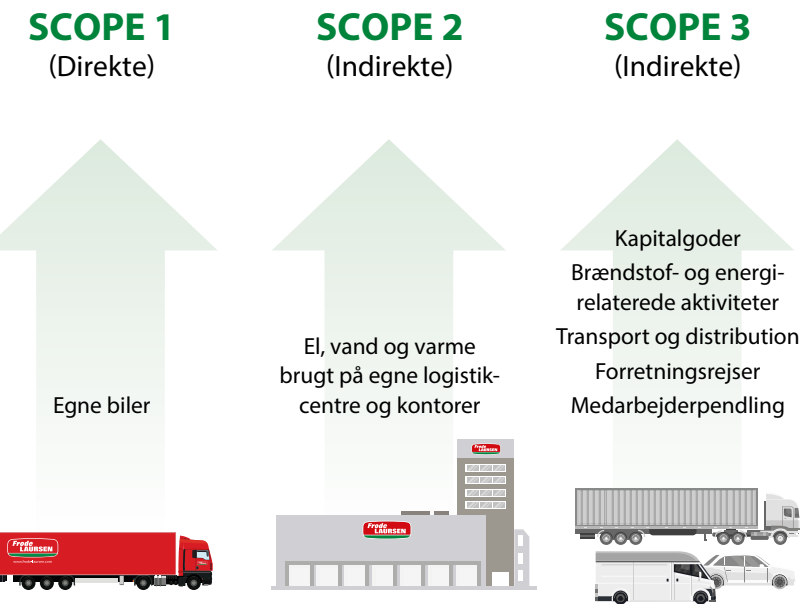 SCOPE 1
(Direkte)
Egne biler
Frode
LAURSEN
SCOPE 2
(Indirekte)
El, vand og varme
brugt på egne logistik-
centre og kontorer
Frode
LAURSEN
Frode
LAURSEN
SCOPE 3
(Indirekte)
Kapitalgoder
Brændstof- og energi-
relaterede aktiviteter
Transport og distribution
Forretningsrejser
Medarbejderpendling